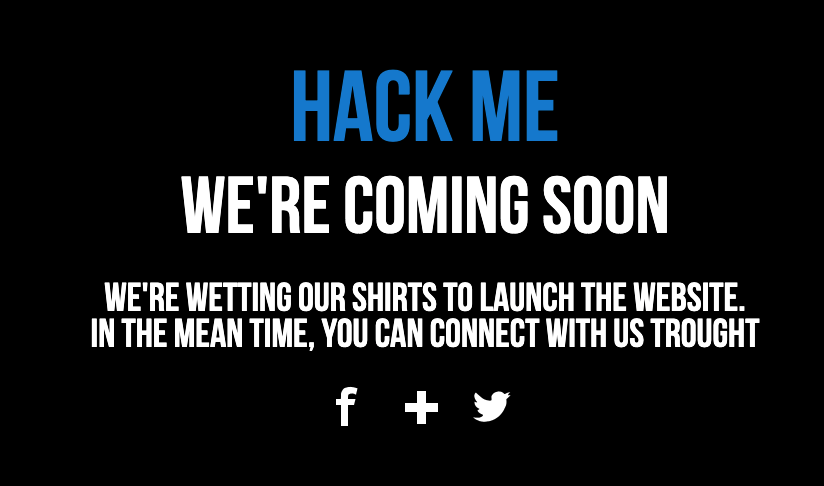 HACK ME
WE'RE COMING SOON
WE'RE WETTING OUR SHIRTS TO LAUNCH THE WEBSITE.
IN THE MEAN TIME, YOU CAN CONNECT WITH US TROUGHT